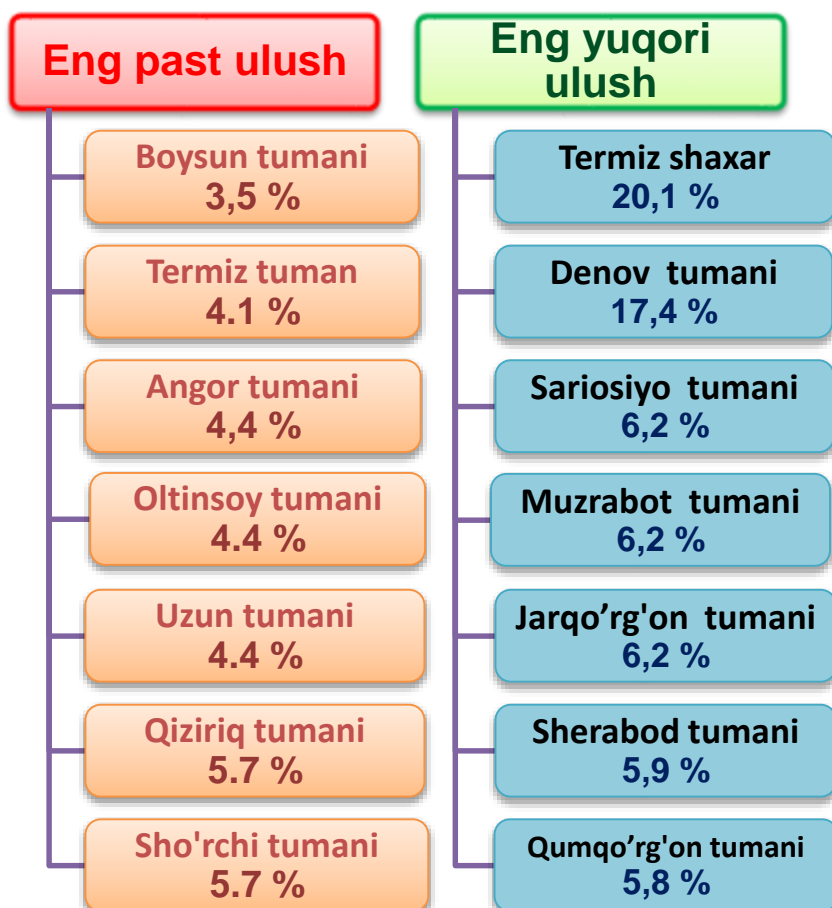 Eng past ulush
Boysun tumani
3,5 %
Termiz tuman
4.1 %
Angor tumani
4,4 %
Oltinsoy tumani
4.4 %
Uzun tumani
4.4 %
Qiziriq tumani
5.7 %
Sho'rchi tumani
5.7 %
Eng yuqori
ulush
Termiz shaxar
20,1 %
Denov tumani
17,4 %
Sariosiyo tumani
6,2 %
Muzrabot tumani
6,2 %
Jarqo’rg'on tumani
6,2 %
Sherabod tumani
5,9 %
Qumqo’rg'on tumani
5,8 %